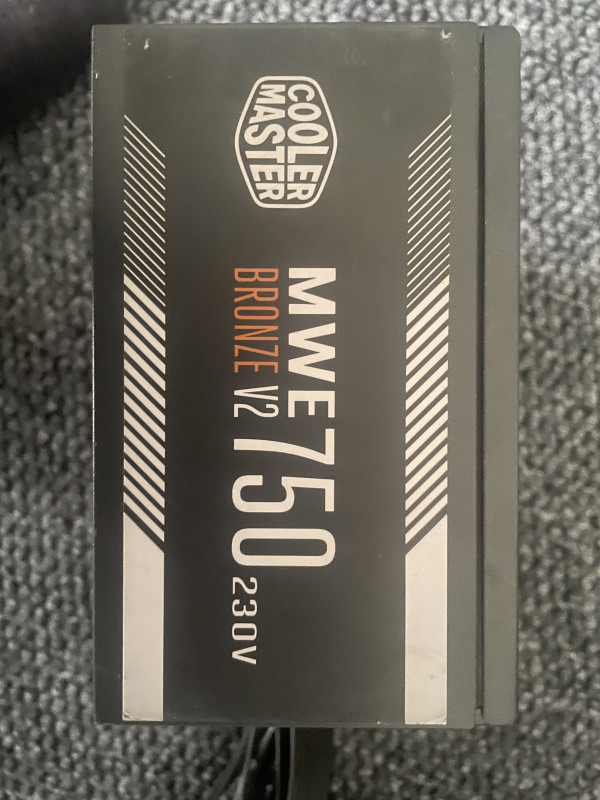 COOLER
MASTER
MWE 750
BRONZE V2
230V